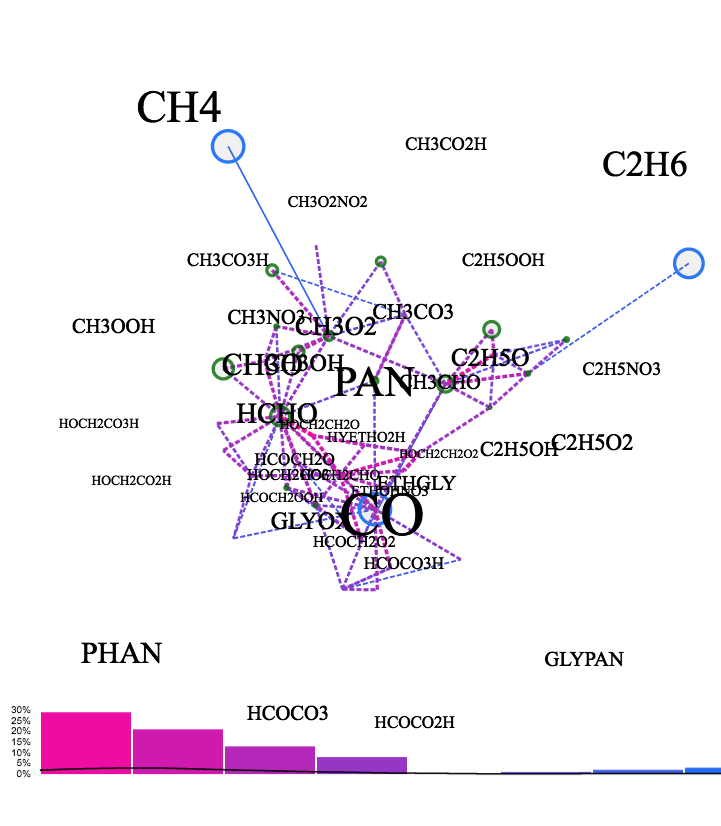 CH4
CH3CO2H
C2H6
CH3O2NO2
CH3CO3H
C2H5OOH
CH3CO3
CH3NO3
CH3O2
CH3OOH
C2H5O
CH3O
CH3OH
C2H5NO3
PAN
CH3CHO
HCHO
HOCH2CO3H
HOCH2CH2O
HYETHO2H
C2H5OH
C2H5O2
HOCH2CH2O2
HCOCH2O
HOCH2CO2H
ETHGLY
HCOCH2OOH
ETHOHNO3
GLYOX
CO
HCOCH2O2
HCOCO3H
PHAN
GLYPAN
HCOCO3
HCOCO2H
30%
25%
20%
15%
10%
5%
0%